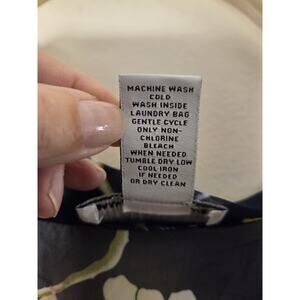 MACHINE WASH
COLD
WASH INSIDE
LAUNDRY BAG
GENTLE CYCLE
ONLY NON-
CHLORINE
BLEACH
WHEN NEEDED
TUMBLE DRY LOW
COOL IRON
IF NEEDED
OR DRY CLEAN